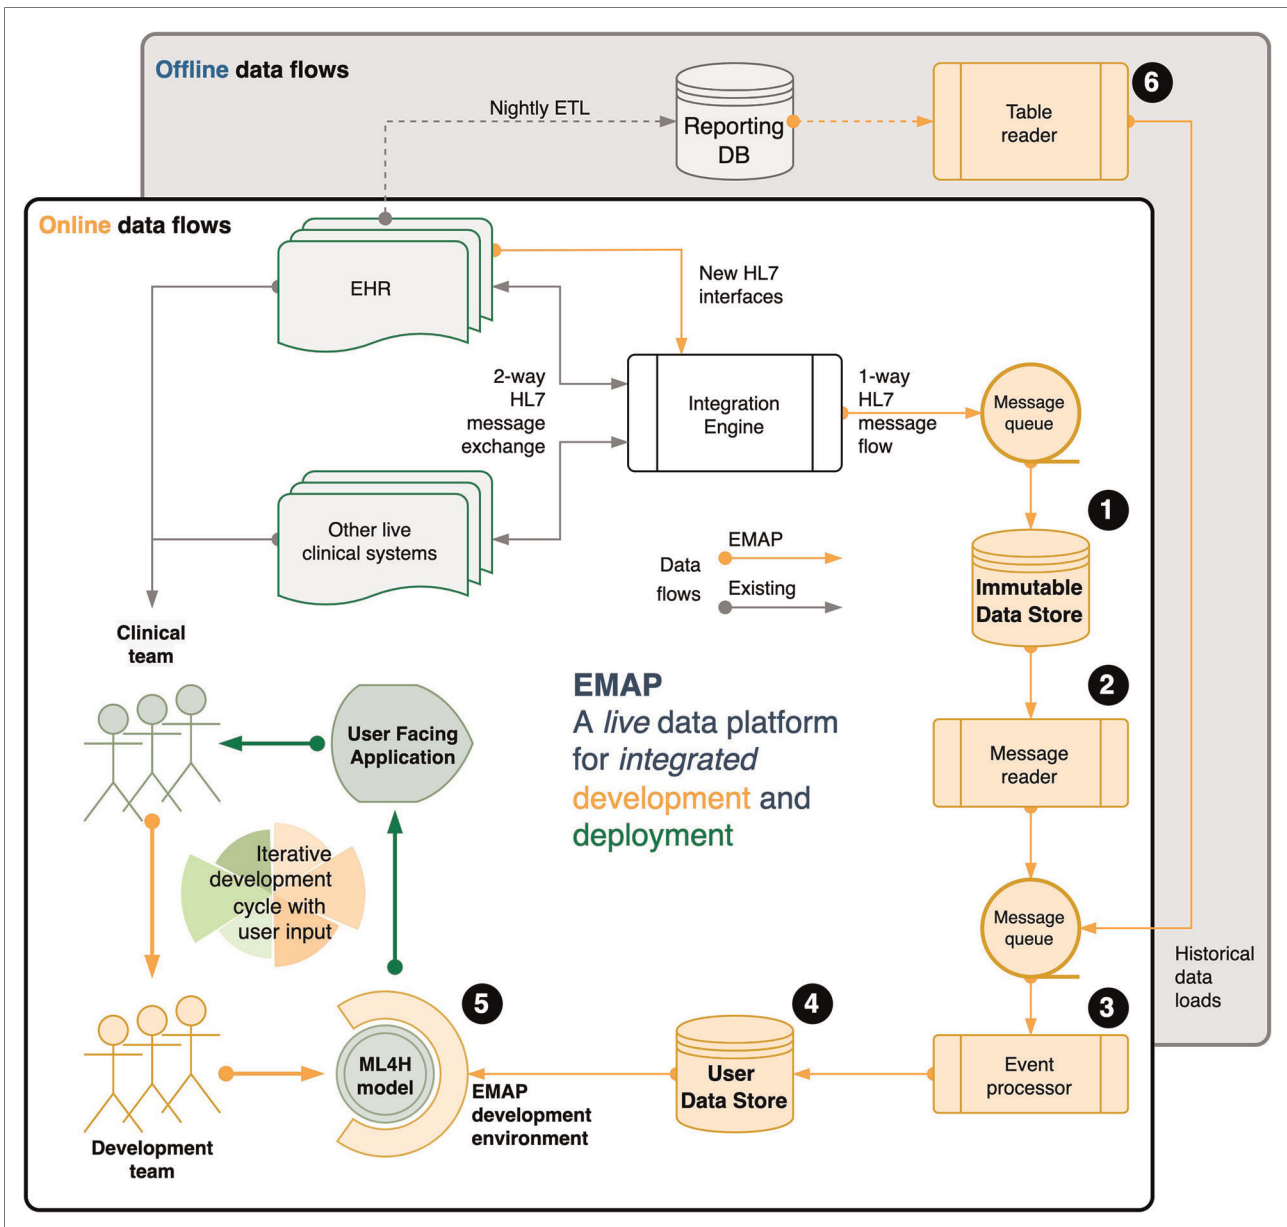 Offline data flows
6
Nightly ETL
Reporting
DB
Table
reader
Online data flows
EHR
New HL7
interfaces
2-way
HL7
message
exchange
Integration
Engine
1-way
HL7
message
flow
Message
queue
1
Other live
clinical systems
Data
flows
EMAP
Existing
Immutable
Data Store
Clinical
team
2
EMAP
A live data platform
for integrated
development and
deployment
User Facing
Application
Message
reader
Iterative
development
cycle with
user input
Message
queue
Historical
data
loads
5
4
3
ML4H
model
EMAP
development
environment
User
Data Store
Event
processor
Development
team